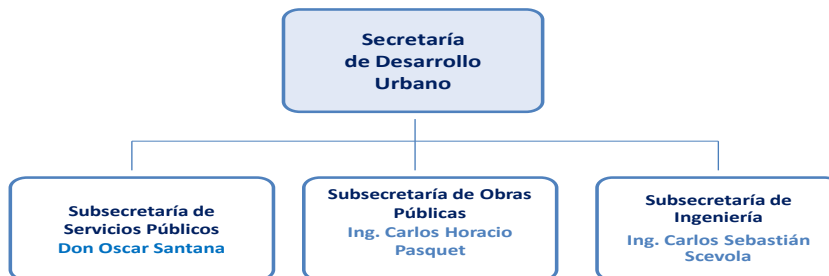 Secretaría
de Desarrollo
Urbano
Subsecretaría de
Servicios Públicos
Don Oscar Santana
Subsecretaría de Obras
Públicas
Ing. Carlos Horacio
Pasquet
Subsecretaría de
Ingeniería
Ing. Carlos Sebastián
Scevola